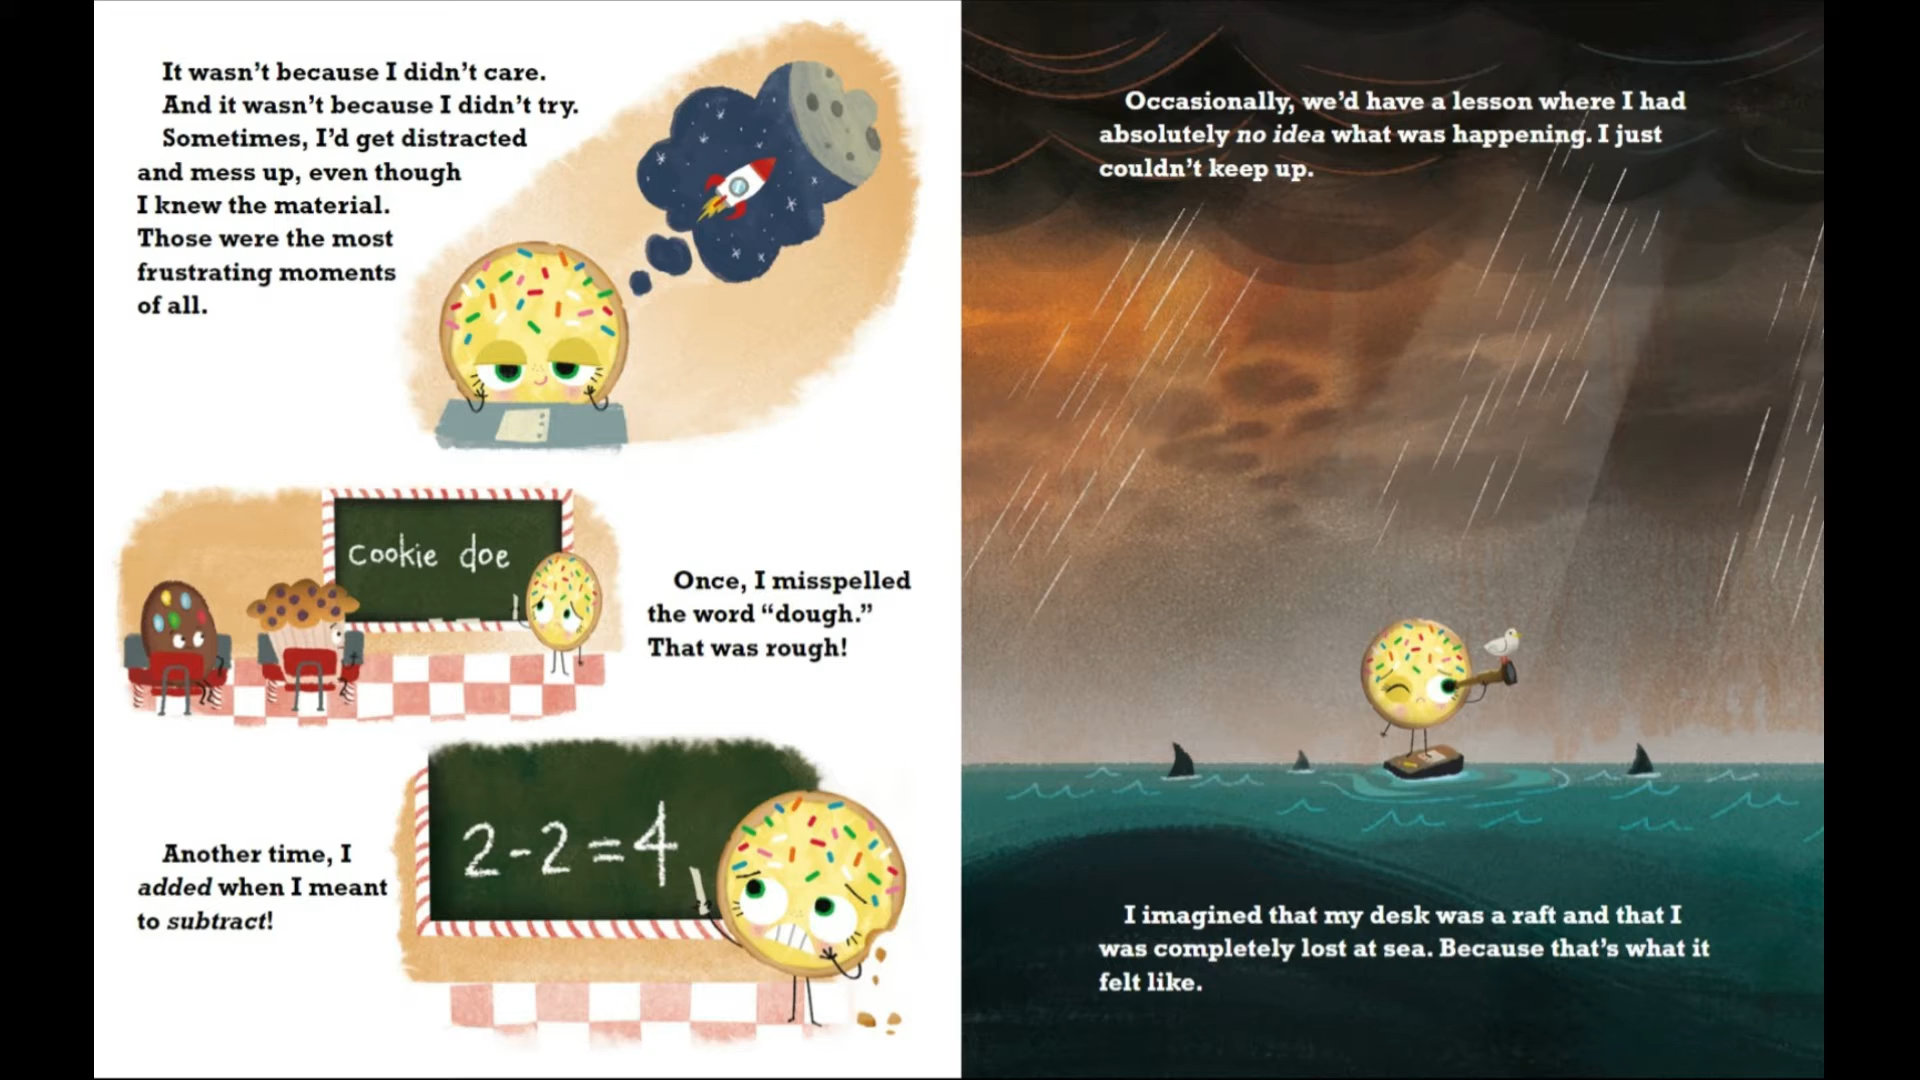 It wasn't because I didn't care.
And it wasn't because I didn't try.
Sometimes, I'd get distracted
and mess up, even though
I knew the material.
Those were the most
frustrating moments
of all.
cookie doe
Once, I misspelled
the word “dough.”
That was rough!
2-2=4
Another time, I
added when I meant
to subtract!
Occasionally, we'd have a lesson where I had
absolutely no idea what was happening. I just
couldn't keep up.
I imagined that my desk was a raft and that I
was completely lost at sea. Because that's what it
felt like.